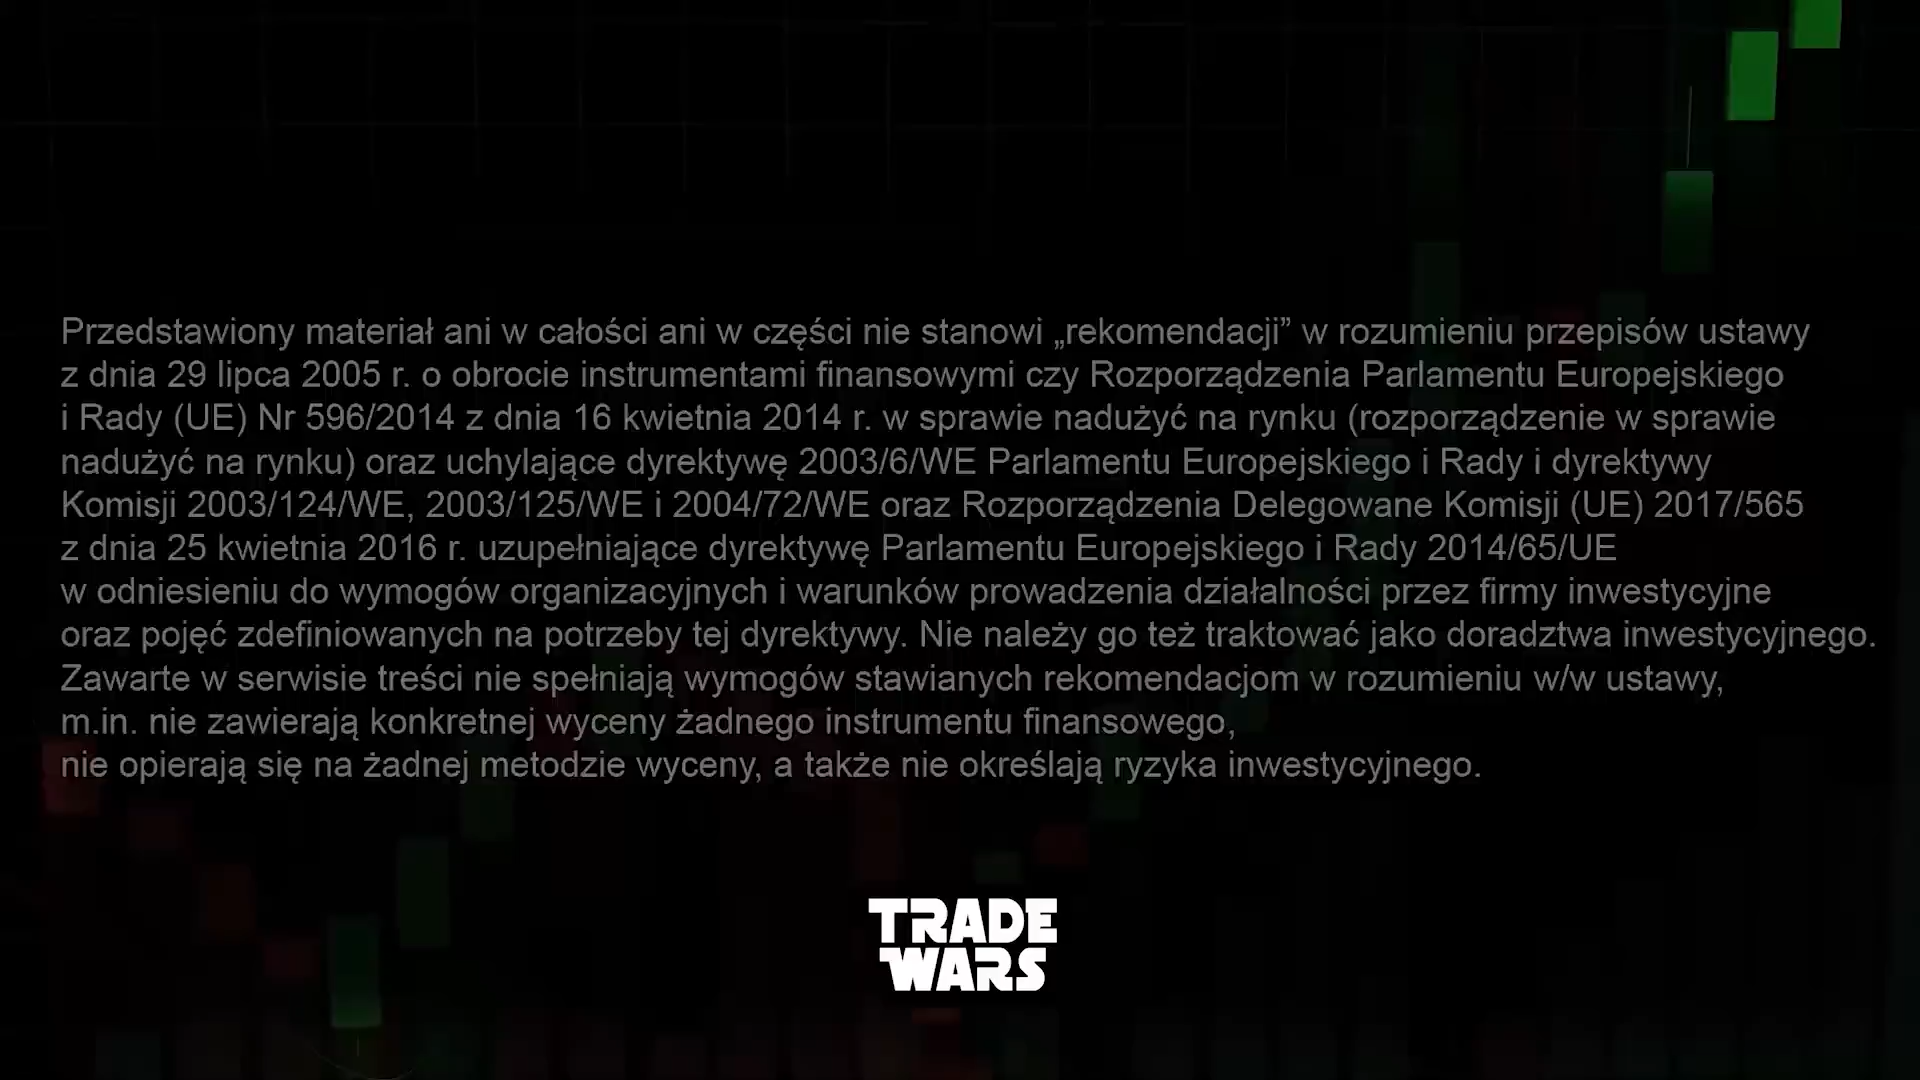 Przedstawiony materiał ani w całości ani w części nie stanowi „rekomendacji” w rozumieniu przepisów ustawy
z dnia 29 lipca 2005 r. o obrocie instrumentami finansowymi czy Rozporządzenia Parlamentu Europejskiego
i Rady (UE) Nr 596/2014 z dnia 16 kwietnia 2014 r. w sprawie nadużyć na rynku (rozporządzenie w sprawie
nadużyć na rynku) oraz uchylające dyrektywę 2003/6/WE Parlamentu Europejskiego i Rady i dyrektywy
Komisji 2003/124/WE, 2003/125/WE i 2004/72/WE oraz Rozporządzenia Delegowane Komisji (UE) 2017/565
z dnia 25 kwietnia 2016 r. uzupełniające dyrektywę Parlamentu Europejskiego i Rady 2014/65/UE
w odniesieniu do wymogów organizacyjnych i warunków prowadzenia działalności przez firmy inwestycyjne
oraz pojęć zdefiniowanych na potrzeby tej dyrektywy. Nie należy go też traktować jako doradztwa inwestycyjnego.
Zawarte w serwisie treści nie spełniają wymogów stawianych rekomendacjom w rozumieniu w/w ustawy,
m.in. nie zawierają konkretnej wyceny żadnego instrumentu finansowego,
nie opierają się na żadnej metodzie wyceny, a także nie określają ryzyka inwestycyjnego.
TRADE
WARS